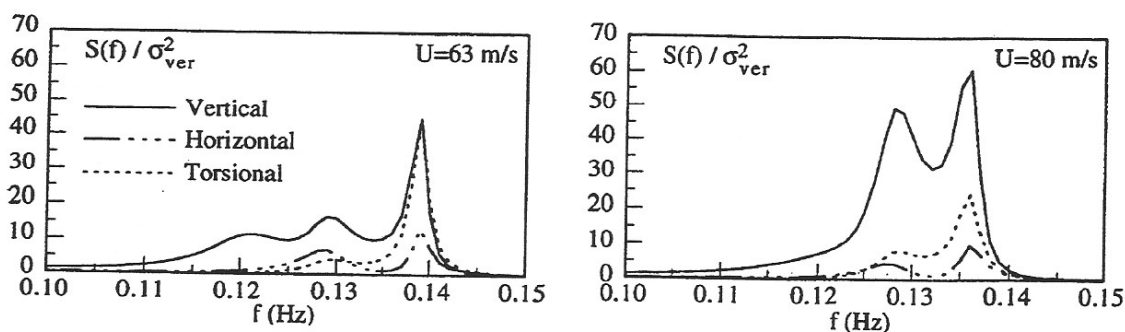 70
60
50
40
30
20
10
0
S(f) / σ²ver
U=63 m/s
Vertical
Horizontal
Torsional
0.10 0.11 0.12 0.13 0.14 0.15
f (Hz)
70
60
50
40
30
20
10
0
S(f) / σ²ver
U=80 m/s
0.10 0.11 0.12 0.13 0.14 0.15
f (Hz)